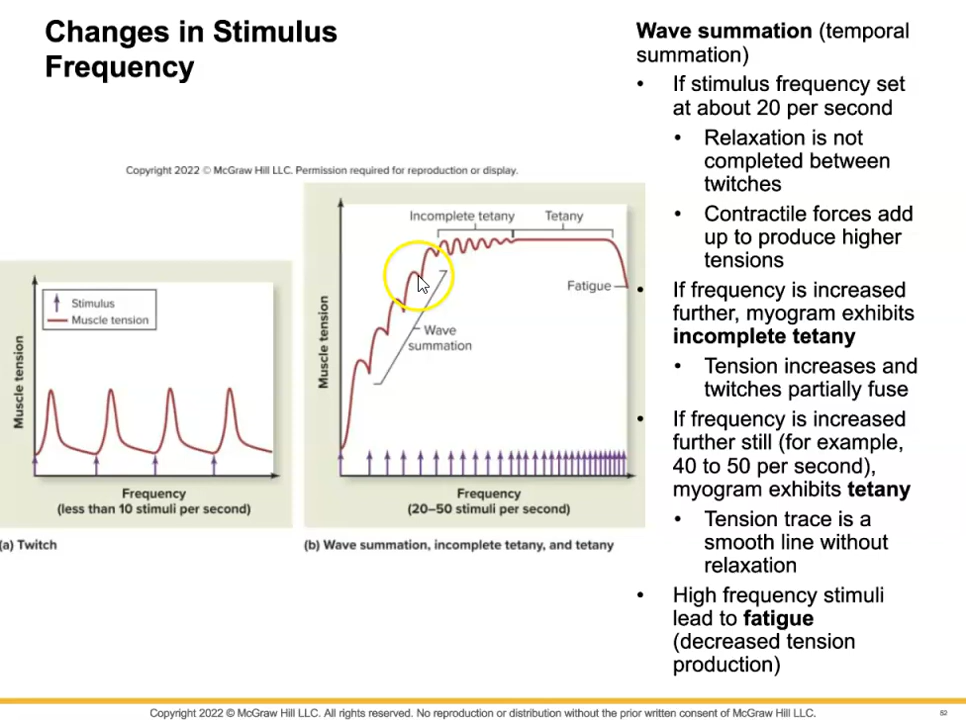 Changes in Stimulus
Frequency
Copyright 2022 © McGraw Hill LLC. Permission required for reproduction or display.
Stimulus
Muscle tension
Muscle tension
Frequency
(less than 10 stimuli per second)
(a) Twitch
Incomplete tetany
Tetany
Fatigue
Wave
summation
Muscle tension
Frequency
(20–50 stimuli per second)
(b) Wave summation, incomplete tetany, and tetany
Wave summation (temporal
summation)
• If stimulus frequency set
at about 20 per second
• Relaxation is not
completed between
twitches
• Contractile forces add
up to produce higher
tensions
• If frequency is increased
further, myogram exhibits
incomplete tetany
• Tension increases and
twitches partially fuse
• If frequency is increased
further still (for example,
40 to 50 per second),
myogram exhibits tetany
• Tension trace is a
smooth line without
relaxation
• High frequency stimuli
lead to fatigue
(decreased tension
production)
Copyright 2022 © McGraw Hill LLC. All rights reserved. No reproduction or distribution without the prior written consent of McGraw Hill LLC.
52